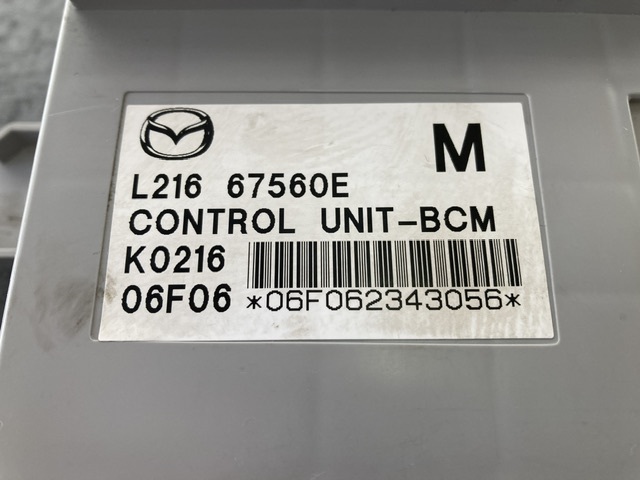 M
L216 67560E
CONTROL UNIT-BCM
K0216
06F06 *06F062343056*